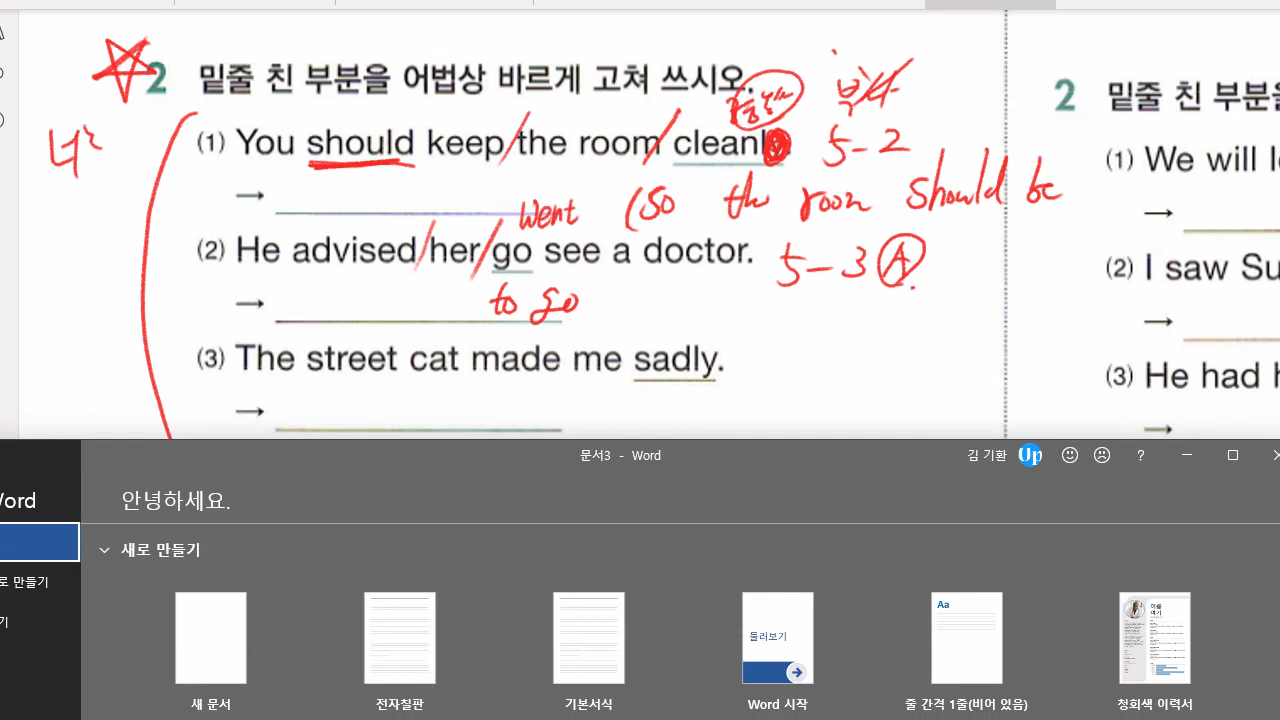 2 밑줄 친 부분을 어법상 바르게 고쳐 쓰시오.
(1) You should keep the room cleanl 5-2
→
went (so the room should be
(2) He advised her go see a doctor. 5-3 A
→ to go
(3) The street cat made me sadly.
→
2 밑줄 친 부분을
(1) We will l
→
(2) I saw Su
→
(3) He had h
→
문서3 - Word
김 기환
Up
?
Word
안녕하세요.
새로 만들기
로 만들기
기
Aa
둘러보기
새 문서
전자철판
기본서식
Word 시작
줄 간격 1줄(비어 있음)
청회색 이력서